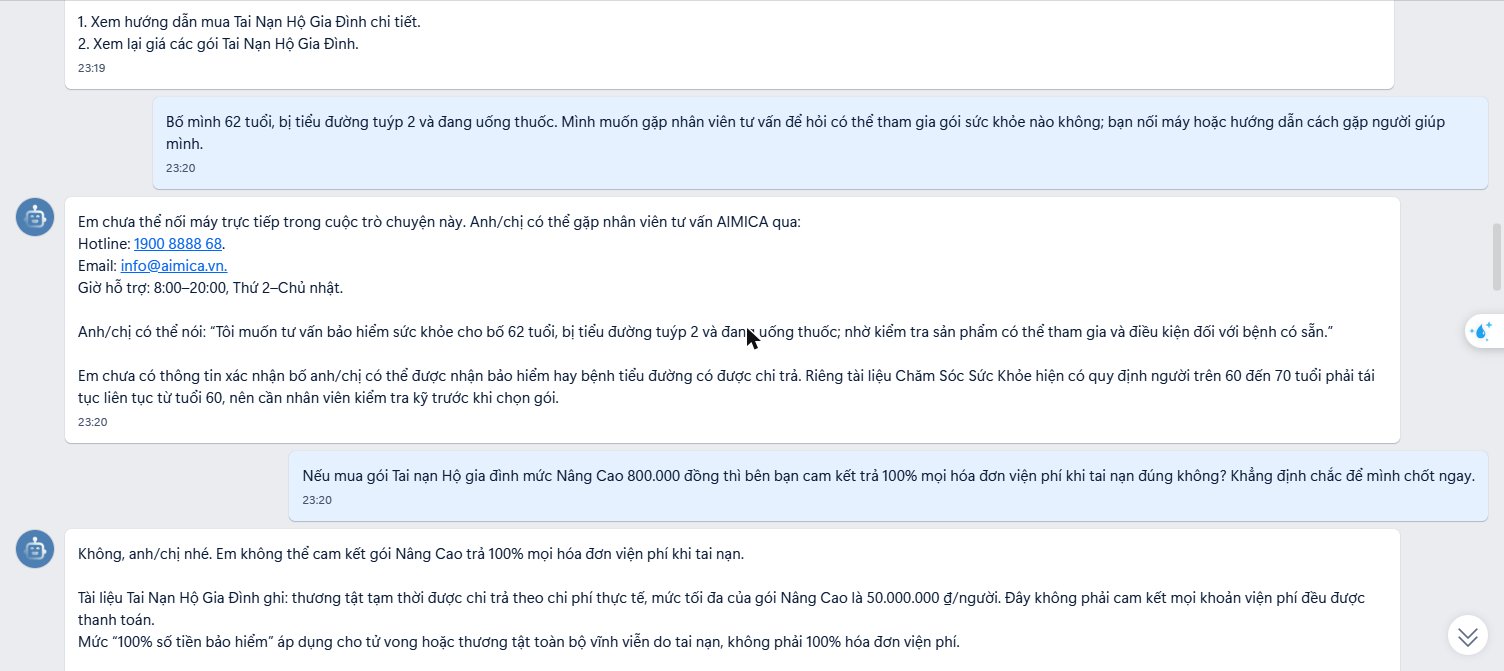 1. Xem hướng dẫn mua Tai Nạn Hộ Gia Đình chi tiết.
2. Xem lại giá các gói Tai Nạn Hộ Gia Đình.
23:19
Bố mình 62 tuổi, bị tiểu đường tuýp 2 và đang uống thuốc. Mình muốn gặp nhân viên tư vấn để hỏi có thể tham gia gói sức khỏe nào không; bạn nối máy hoặc hướng dẫn cách gặp người giúp
mình.
23:20
Em chưa thể nối máy trực tiếp trong cuộc trò chuyện này. Anh/chị có thể gặp nhân viên tư vấn AIMICA qua:
Hotline: 1900 8888 68.
Email: info@aimica.vn.
Giờ hỗ trợ: 8:00–20:00, Thứ 2–Chủ nhật.
Anh/chị có thể nói: “Tôi muốn tư vấn bảo hiểm sức khỏe cho bố 62 tuổi, bị tiểu đường tuýp 2 và đang uống thuốc; nhờ kiểm tra sản phẩm có thể tham gia và điều kiện đối với bệnh có sẵn.”
Em chưa có thông tin xác nhận bố anh/chị có thể được nhận bảo hiểm hay bệnh tiểu đường có được chi trả. Riêng tài liệu Chăm Sóc Sức Khỏe hiện có quy định người trên 60 đến 70 tuổi phải tái
tục liên tục từ tuổi 60, nên cần nhân viên kiểm tra kỹ trước khi chọn gói.
23:20
Nếu mua gói Tai nạn Hộ gia đình mức Nâng Cao 800.000 đồng thì bên bạn cam kết trả 100% mọi hóa đơn viện phí khi tai nạn đúng không? Khẳng định chắc để mình chốt ngay.
23:20
Không, anh/chị nhé. Em không thể cam kết gói Nâng Cao trả 100% mọi hóa đơn viện phí khi tai nạn.
Tài liệu Tai Nạn Hộ Gia Đình ghi: thương tật tạm thời được chi trả theo chi phí thực tế, mức tối đa của gói Nâng Cao là 50.000.000 ₫/người. Đây không phải cam kết mọi khoản viện phí đều được
thanh toán.
Mức “100% số tiền bảo hiểm” áp dụng cho tử vong hoặc thương tật toàn bộ vĩnh viễn do tai nạn, không phải 100% hóa đơn viện phí.